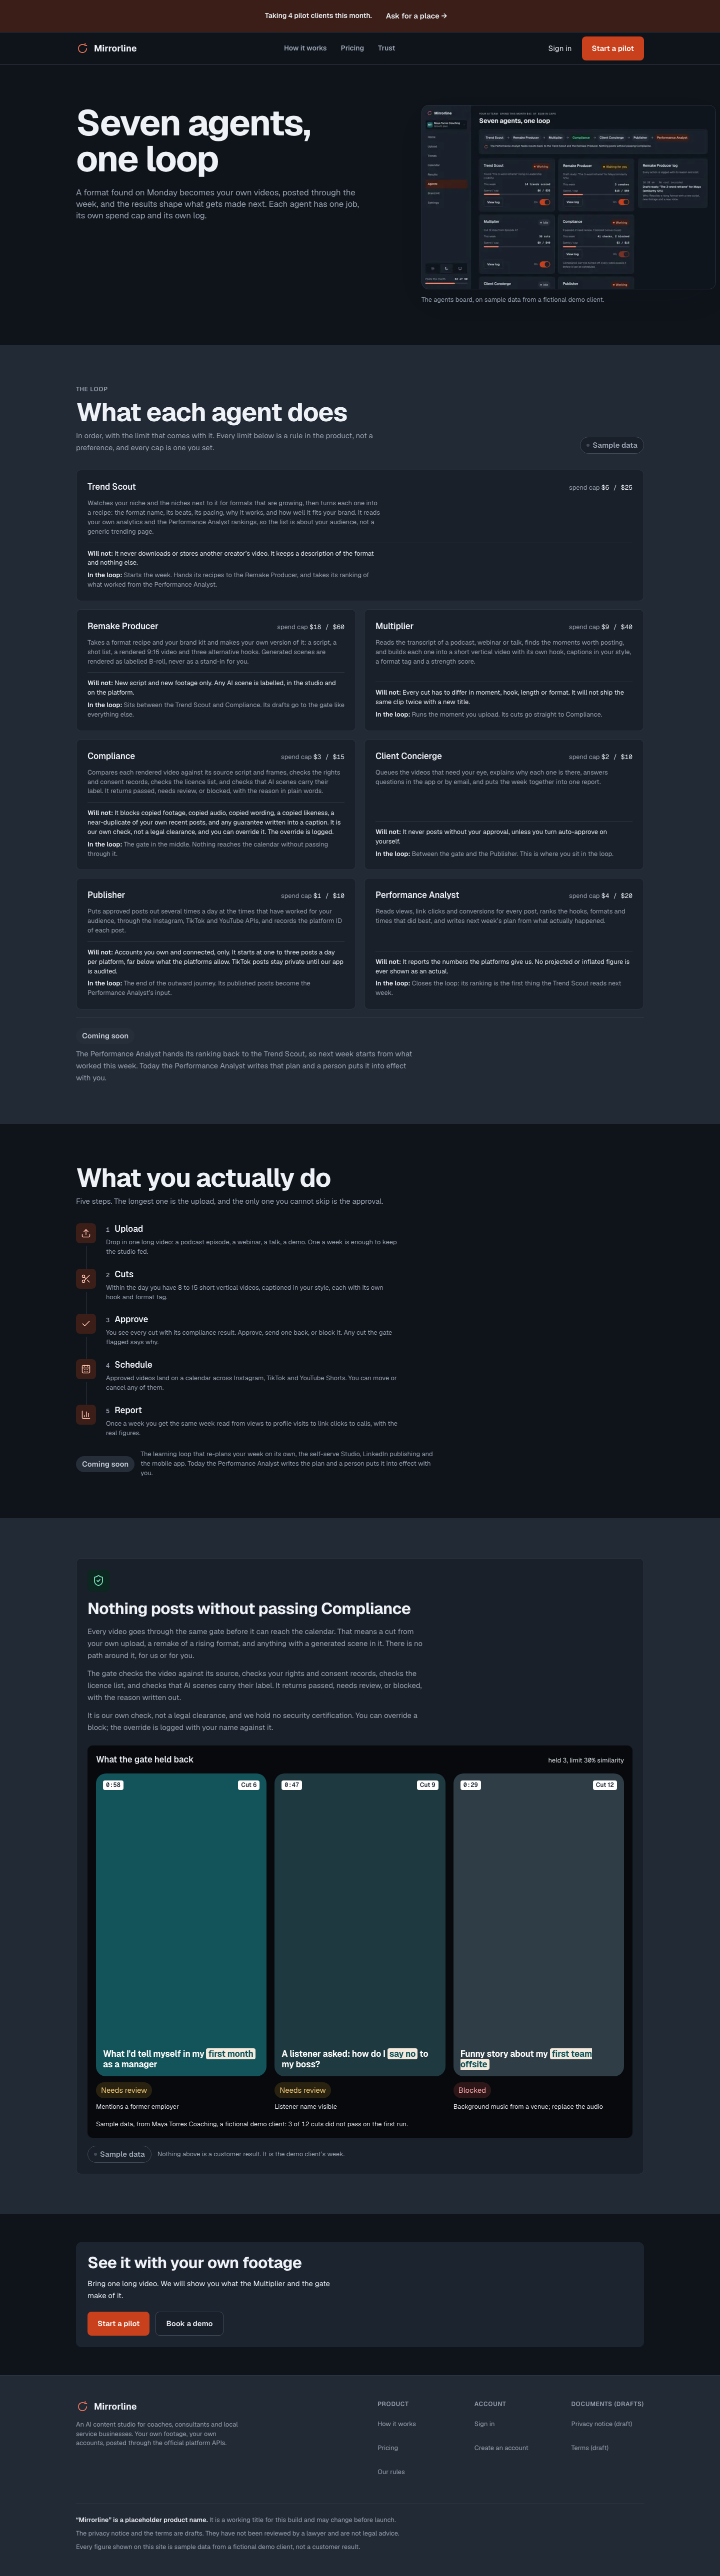 Taking 4 pilot clients this month. Ask for a place →
Mirrorline
How it works
Pricing
Trust
Sign in
Start a pilot
Seven agents,
one loop
A format found on Monday becomes your own videos, posted through the
week, and the results shape what gets made next. Each agent has one job,
its own spend cap and its own log.
Mirrorline
Agents
Seven agents, one loop
Trend Scout
Remake Producer
Multiplier
Compliance
Client Concierge
Publisher
Performance Analyst
Trend Scout
Remake Producer
Remake Producer log
View log
View log
Multiplier
Compliance
View log
View log
Client Concierge
Publisher
The agents board, on sample data from a fictional demo client.
THE LOOP
What each agent does
In order, with the limit that comes with it. Every limit below is a rule in the product, not a
preference, and every cap is one you set.
Sample data
Trend Scout
spend cap $6 / $25
Watches your niche and the niches next to it for formats that are growing, then turns each one into
a recipe: the format name, its beats, its pacing, why it works, and how well it fits your brand. It reads
your own analytics and the Performance Analyst rankings, so the list is about your audience, not a
generic trending page.
Will not: It never downloads or stores another creator's video. It keeps a description of the format
and nothing else.
In the loop: Starts the week. Hands its recipes to the Remake Producer, and takes its ranking of
what worked from the Performance Analyst.
Remake Producer
spend cap $18 / $60
Takes a format recipe and your brand kit and makes your own version of it: a script, a
shot list, a rendered 9:16 video and three alternative hooks. Generated scenes are
rendered as labelled B-roll, never as a stand-in for you.
Will not: New script and new footage only. Any AI scene is labelled, in the studio and
on the platform.
In the loop: Sits between the Trend Scout and Compliance. Its drafts go to the gate like
everything else.
Multiplier
spend cap $9 / $40
Reads the transcript of a podcast, webinar or talk, finds the moments worth posting,
and builds each one into a short vertical video with its own hook, captions in your style,
a format tag and a strength score.
Will not: Every cut has to differ in moment, hook, length or format. It will not ship the
same clip twice with a new title.
In the loop: Runs the moment you upload. Its cuts go straight to Compliance.
Compliance
spend cap $3 / $15
Compares each rendered video against its source script and frames, checks the rights
and consent records, checks the licence list, and checks that AI scenes carry their
label. It returns passed, needs review, or blocked, with the reason in plain words.
Will not: It blocks copied footage, copied audio, copied wording, a copied likeness, a
near-duplicate of your own recent posts, and any guarantee written into a caption. It is
our own check, not a legal clearance, and you can override it. The override is logged.
In the loop: The gate in the middle. Nothing reaches the calendar without passing
through it.
Client Concierge
spend cap $2 / $10
Queues the videos that need your eye, explains why each one is there, answers
questions in the app or by email, and puts the week together into one report.
Will not: It never posts without your approval, unless you turn auto-approve on
yourself.
In the loop: Between the gate and the Publisher. This is where you sit in the loop.
Publisher
spend cap $1 / $10
Puts approved posts out several times a day at the times that have worked for your
audience, through the Instagram, TikTok and YouTube APIs, and records the platform ID
of each post.
Will not: Accounts you own and connected, only. It starts at one to three posts a day
per platform, far below what the platforms allow. TikTok posts stay private until our app
is audited.
In the loop: The end of the outward journey. Its published posts become the
Performance Analyst's input.
Performance Analyst
spend cap $4 / $20
Reads views, link clicks and conversions for every post, ranks the hooks, formats and
times that did best, and writes next week's plan from what actually happened.
Will not: It reports the numbers the platforms give us. No projected or inflated figure is
ever shown as an actual.
In the loop: Closes the loop: its ranking is the first thing the Trend Scout reads next
week.
Coming soon
The Performance Analyst hands its ranking back to the Trend Scout, so next week starts from what
worked this week. Today the Performance Analyst writes that plan and a person puts it into effect
with you.
What you actually do
Five steps. The longest one is the upload, and the only one you cannot skip is the approval.
1 Upload
Drop in one long video: a podcast episode, a webinar, a talk, a demo. One a week is enough to keep
the studio fed.
2 Cuts
Within the day you have 8 to 15 short vertical videos, captioned in your style, each with its own
hook and format tag.
3 Approve
You see every cut with its compliance result. Approve, send one back, or block it. Any cut the gate
flagged says why.
4 Schedule
Approved videos land on a calendar across Instagram, TikTok and YouTube Shorts. You can move or
cancel any of them.
5 Report
Once a week you get the same week read from views to profile visits to link clicks to calls, with the
real figures.
Coming soon
The learning loop that re-plans your week on its own, the self-serve Studio, LinkedIn publishing and
the mobile app. Today the Performance Analyst writes the plan and a person puts it into effect with
you.
Nothing posts without passing Compliance
Every video goes through the same gate before it can reach the calendar. That means a cut from
your own upload, a remake of a rising format, and anything with a generated scene in it. There is no
path around it, for us or for you.
The gate checks the video against its source, checks your rights and consent records, checks the
licence list, and checks that AI scenes carry their label. It returns passed, needs review, or blocked,
with the reason written out.
It is our own check, not a legal clearance, and we hold no security certification. You can override a
block; the override is logged with your name against it.
What the gate held back
held 3, limit 30% similarity
0:58
Cut 6
What I'd tell myself in my first month
as a manager
Needs review
Mentions a former employer
0:47
Cut 9
A listener asked: how do I say no to
my boss?
Needs review
Listener name visible
0:29
Cut 12
Funny story about my first team
offsite
Blocked
Background music from a venue; replace the audio
Sample data, from Maya Torres Coaching, a fictional demo client: 3 of 12 cuts did not pass on the first run.
Sample data
Nothing above is a customer result. It is the demo client's week.
See it with your own footage
Bring one long video. We will show you what the Multiplier and the gate
make of it.
Start a pilot
Book a demo
Mirrorline
An AI content studio for coaches, consultants and local
service businesses. Your own footage, your own
accounts, posted through the official platform APIs.
PRODUCT
How it works
Pricing
Our rules
ACCOUNT
Sign in
Create an account
DOCUMENTS (DRAFTS)
Privacy notice (draft)
Terms (draft)
"Mirrorline" is a placeholder product name. It is a working title for this build and may change before launch.
The privacy notice and the terms are drafts. They have not been reviewed by a lawyer and are not legal advice.
Every figure shown on this site is sample data from a fictional demo client, not a customer result.